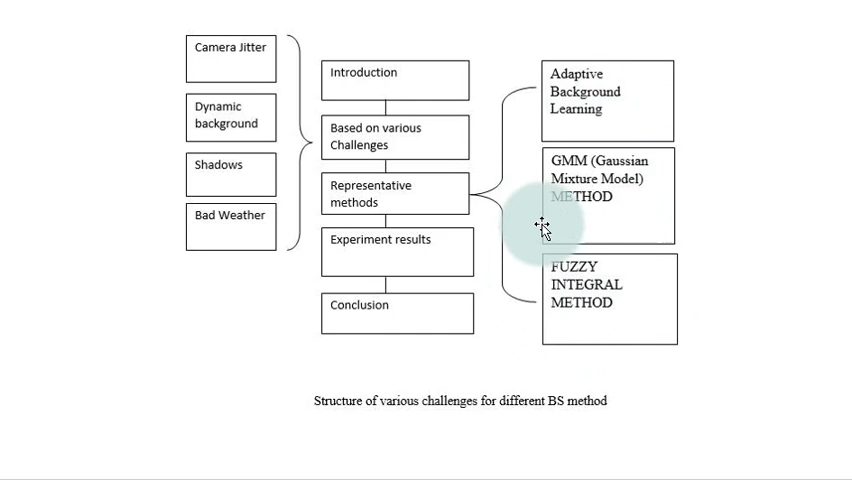 Camera Jitter
Dynamic
background
Shadows
Bad Weather
Introduction
Based on various
Challenges
Representative
methods
Experiment results
Conclusion
Adaptive
Background
Learning
GMM (Gaussian
Mixture Model)
METHOD
FUZZY
INTEGRAL
METHOD
Structure of various challenges for different BS method